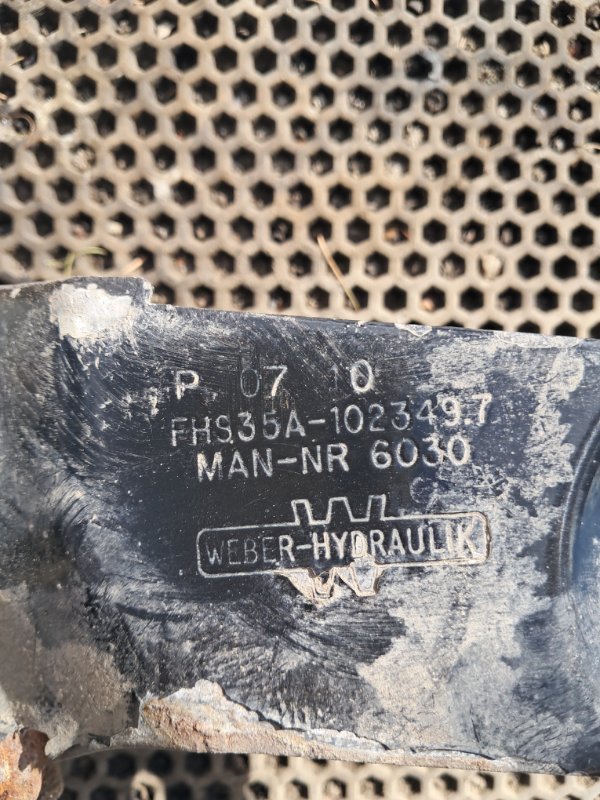 P 07 10
FHS35A-102349.7
MAN-NR 6030
WEBER-HYDRAULIK